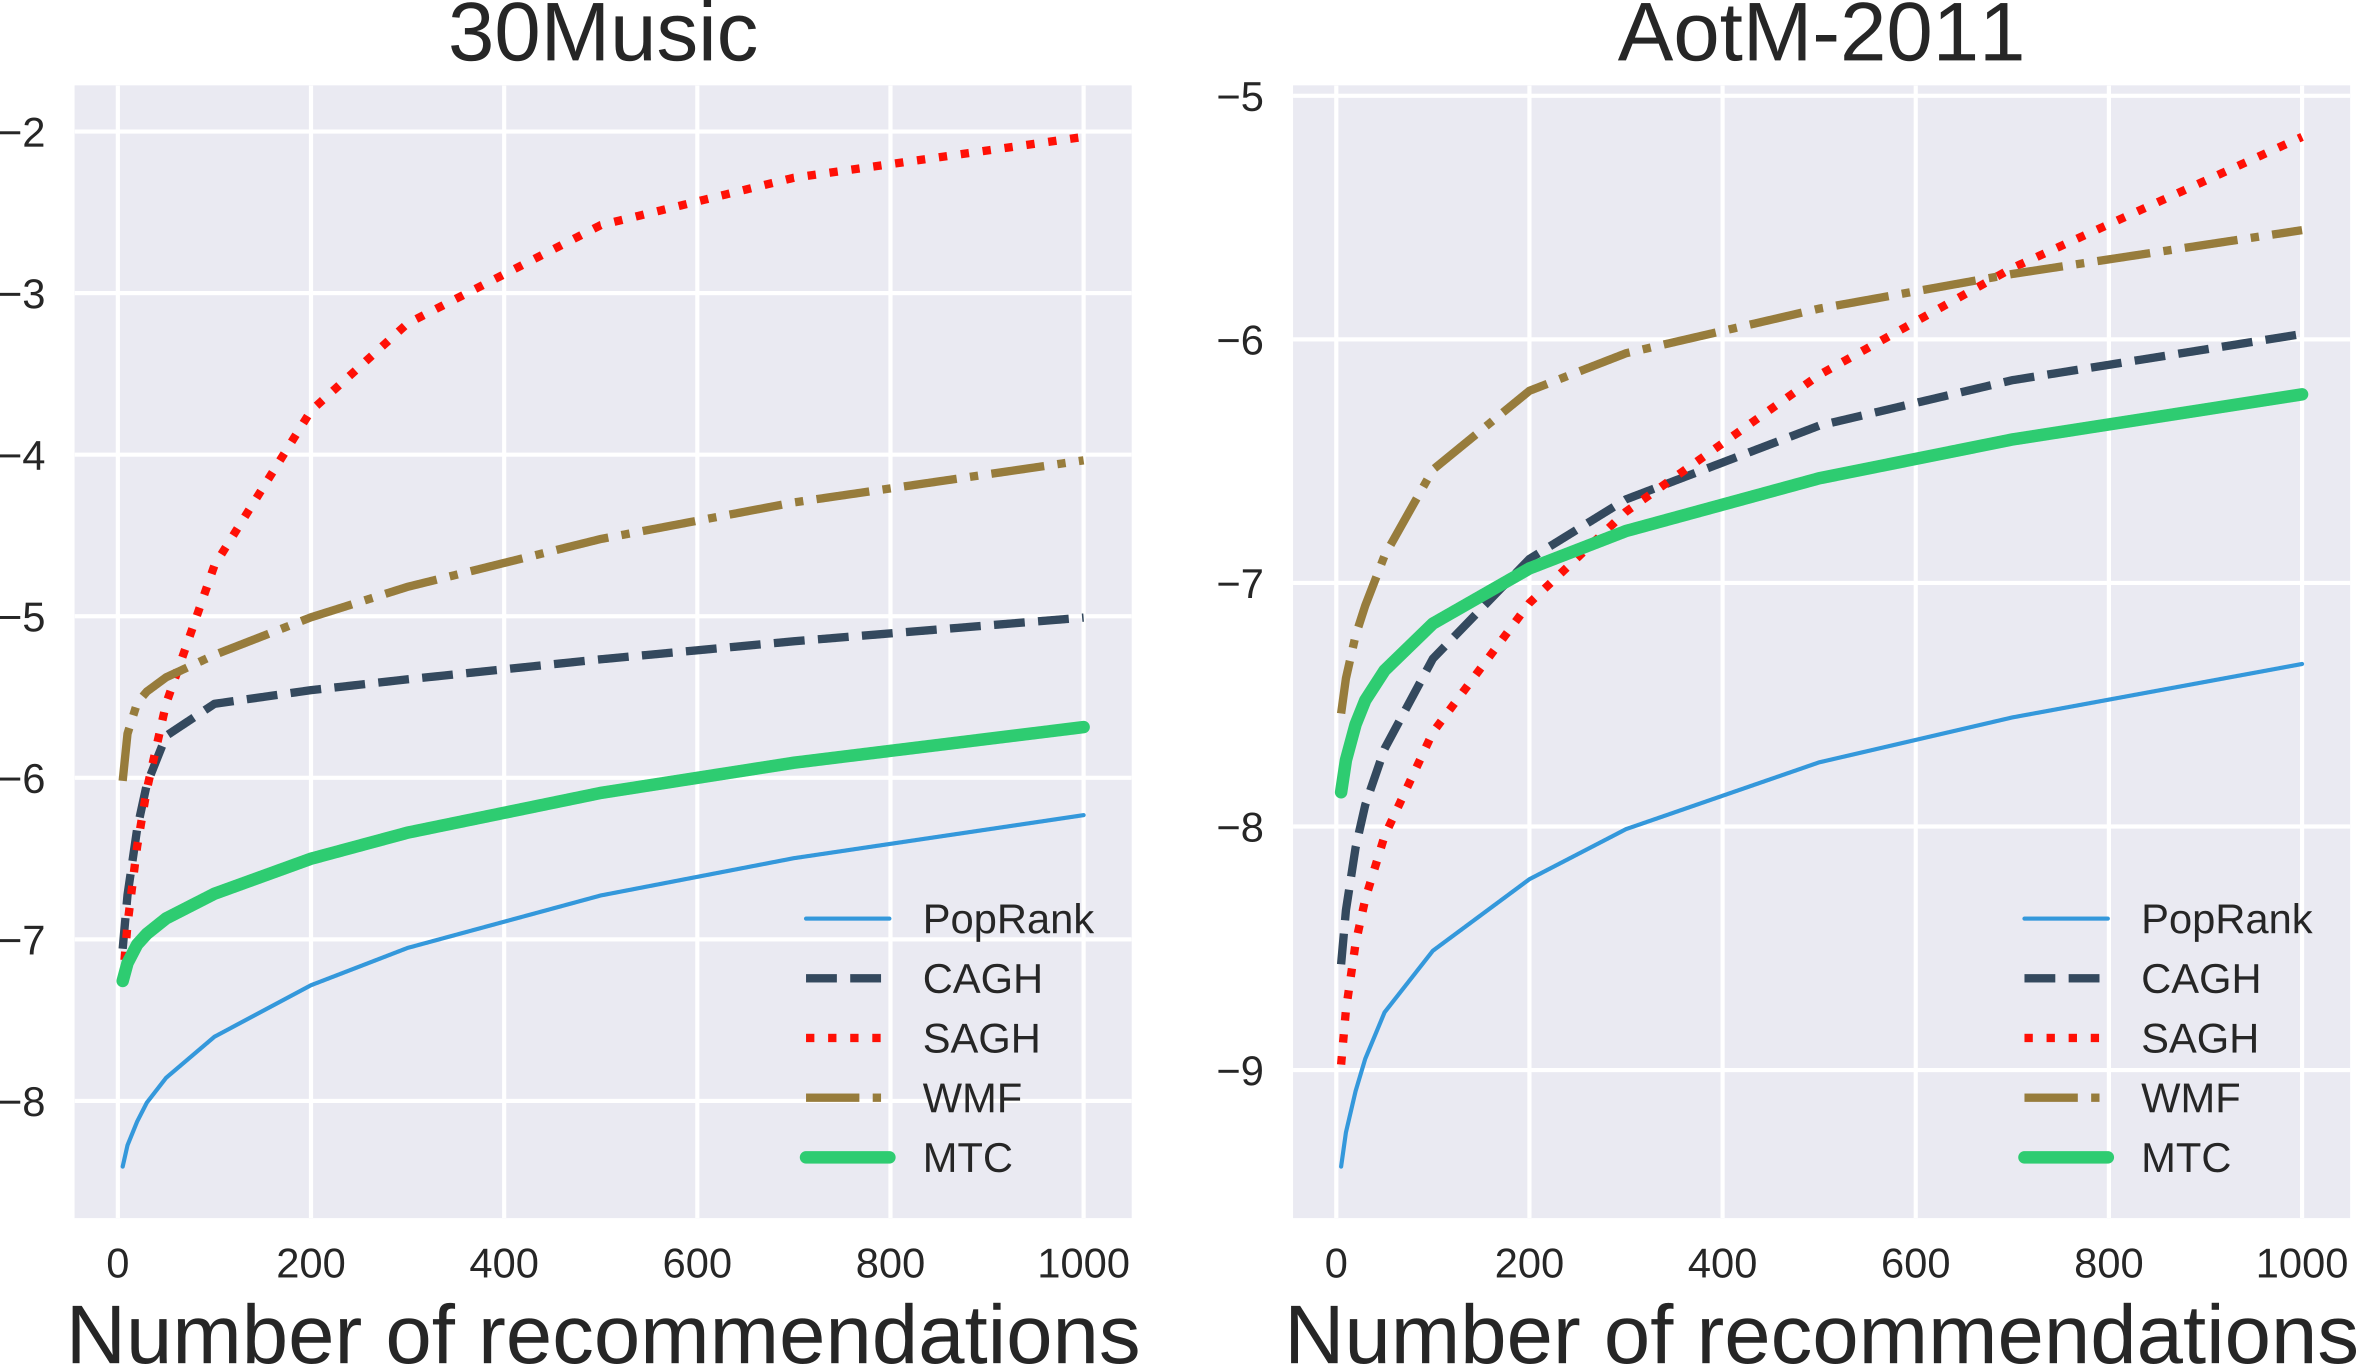 30Music
−2
−3
−4
−5
−6
−7
−8
PopRank
CAGH
SAGH
WMF
MTC
0 200 400 600 800 1000
Number of recommendations
AotM-2011
−5
−6
−7
−8
−9
PopRank
CAGH
SAGH
WMF
MTC
0 200 400 600 800 1000
Number of recommendations